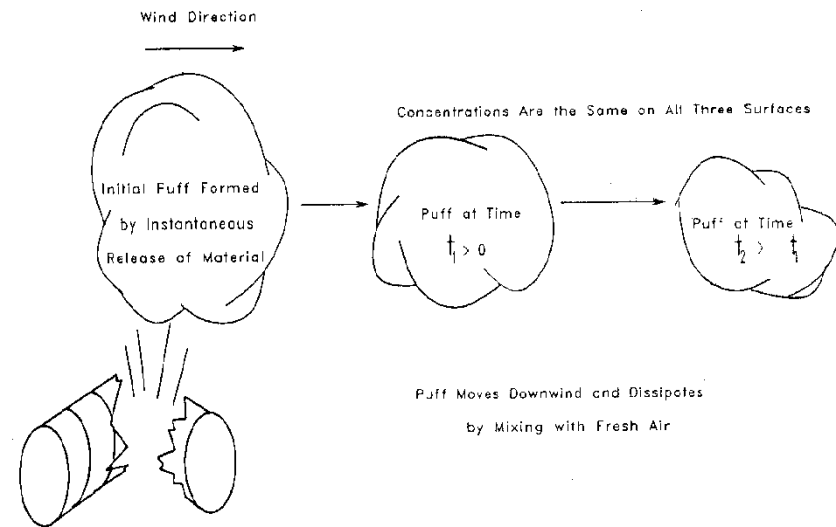 Wind Direction
Concentrations Are the Same on All Three Surfaces
Initial Fuff Formed
by Instantaneous
Release of Material
Puff at Time
t₁ > 0
Puff at Time
t₂ > t₁
Puff Moves Downwind and Dissipates
by Mixing with Fresh Air